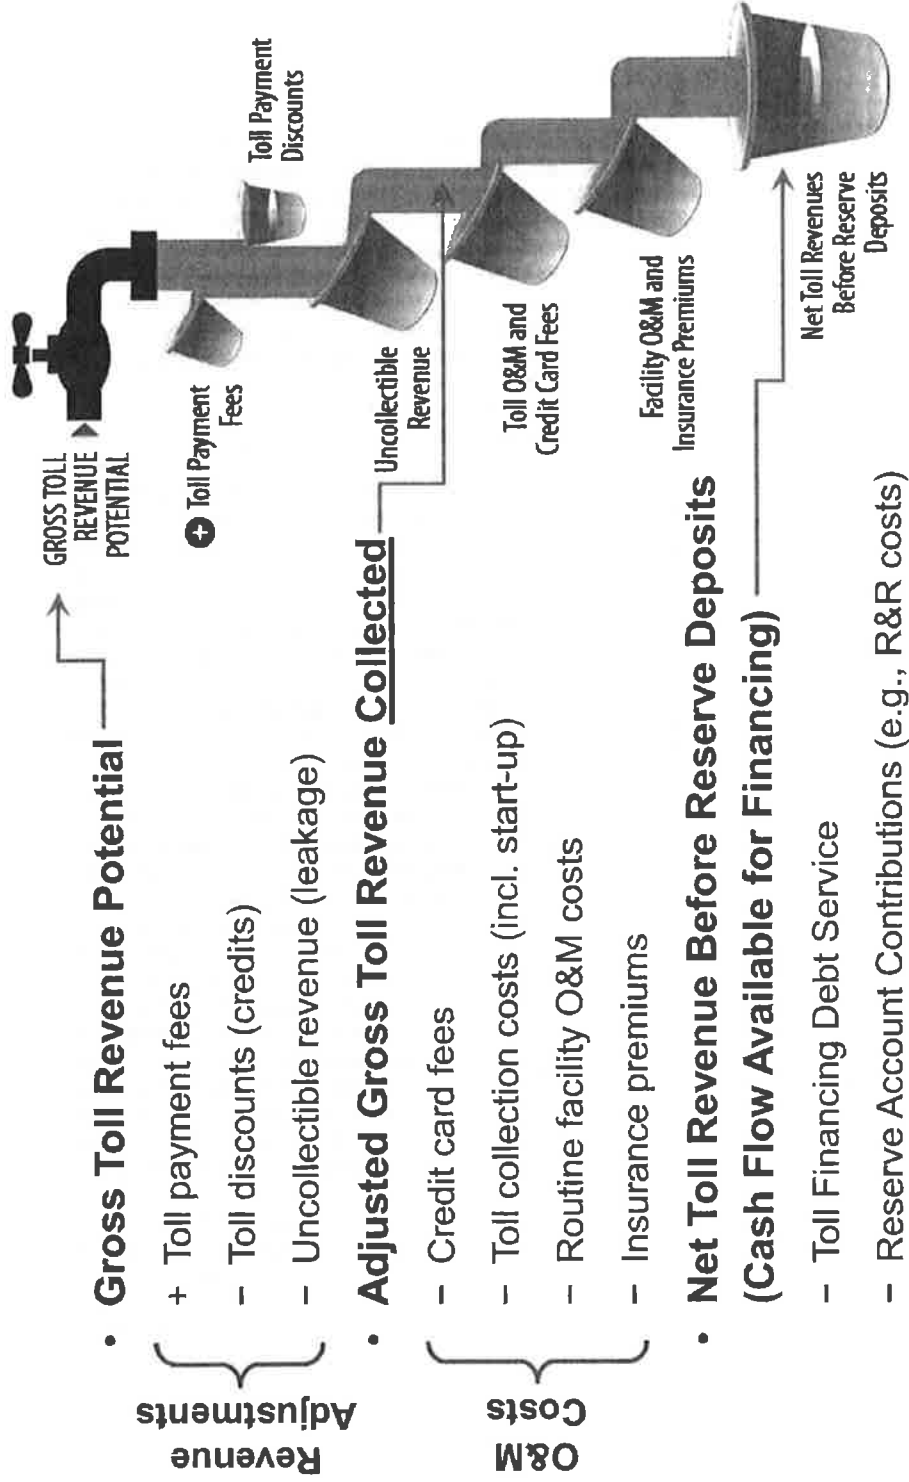 • Gross Toll Revenue Potential
+ Toll payment fees
– Toll discounts (credits)
– Uncollectible revenue (leakage)
• Adjusted Gross Toll Revenue Collected
– Credit card fees
– Toll collection costs (incl. start-up)
– Routine facility O&M costs
– Insurance premiums
• Net Toll Revenue Before Reserve Deposits
(Cash Flow Available for Financing)
– Toll Financing Debt Service
– Reserve Account Contributions (e.g., R&R costs)
Revenue
Adjustments
O&M
Costs
GROSS TOLL
REVENUE
POTENTIAL
+ Toll Payment
Fees
Toll Payment
Discounts
Uncollectible
Revenue
Toll O&M and
Credit Card Fees
Facility O&M and
Insurance Premiums
Net Toll Revenues
Before Reserve
Deposits